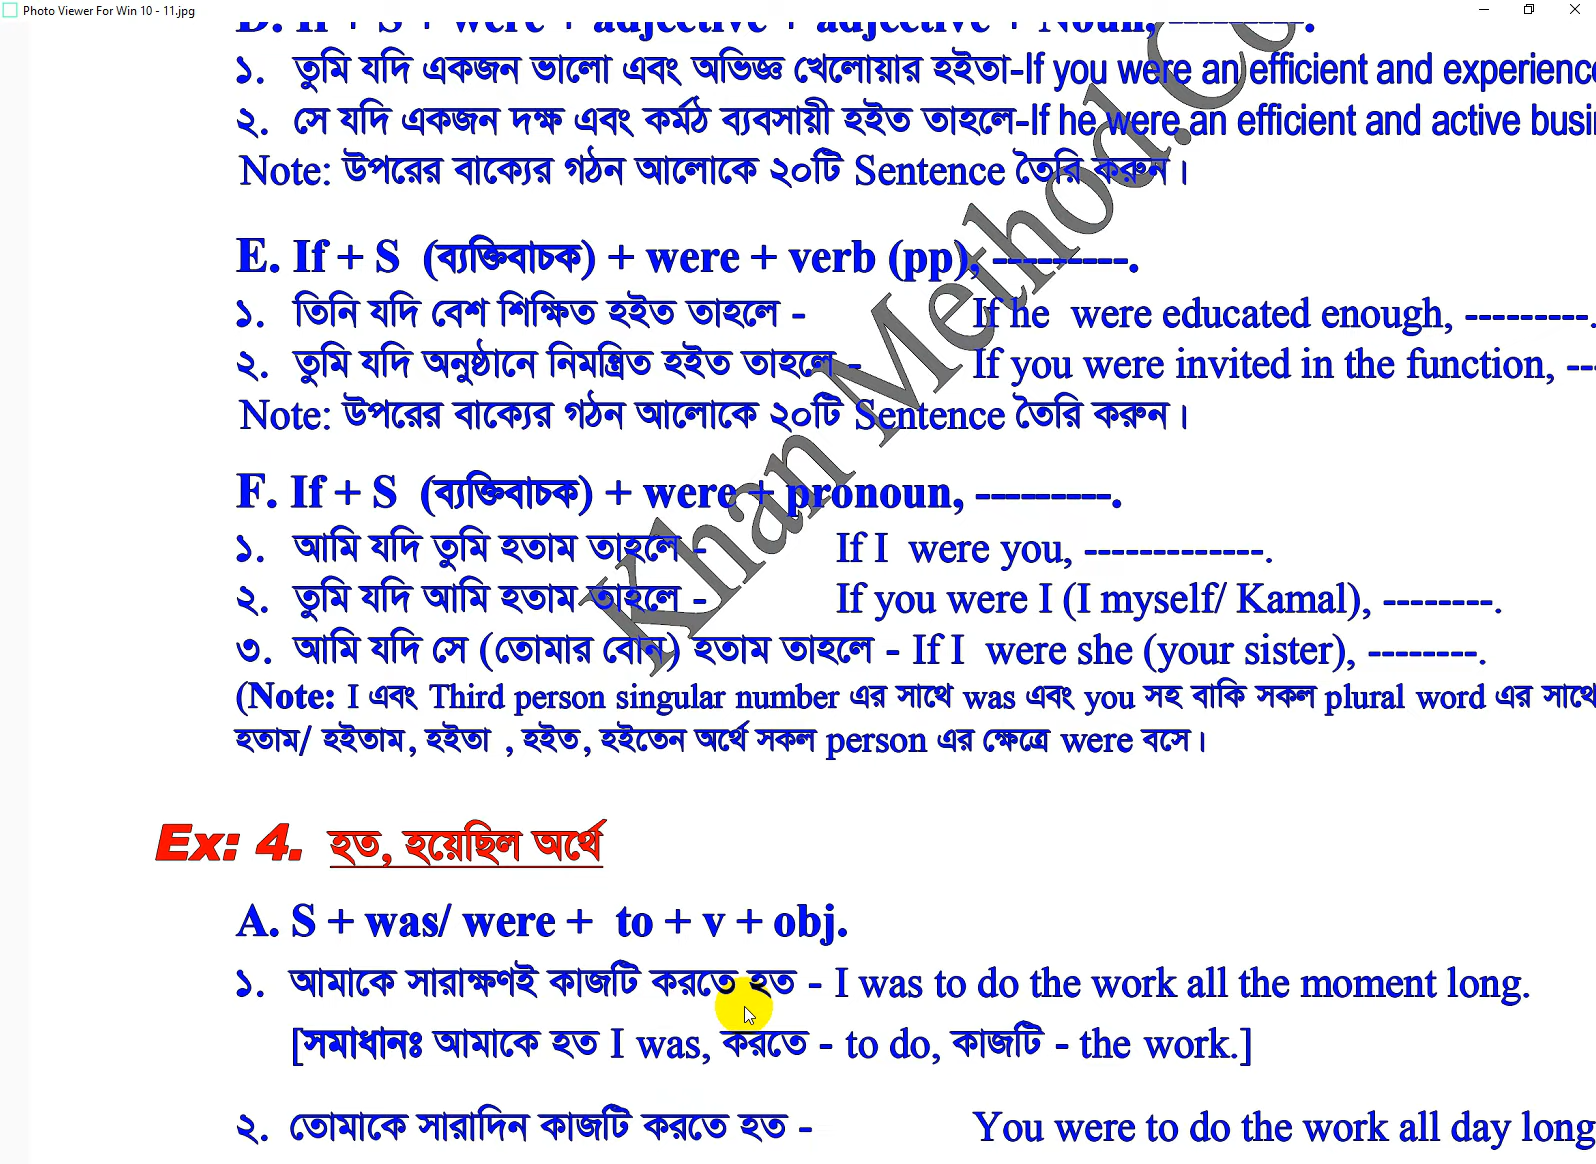 Photo Viewer For Win 10 - 11.jpg
D. If + S + were + adjective + adjective + Noun, ---------.
১. তুমি যদি একজন ভালো এবং অভিজ্ঞ খেলোয়ার হইতা-If you were an efficient and experience
২. সে যদি একজন দক্ষ এবং কর্মঠ ব্যবসায়ী হইত তাহলে-If he were an efficient and active busi
Note: উপরের বাক্যের গঠন আলোকে ২০টি Sentence তৈরি করুন।
E. If + S (ব্যক্তিবাচক) + were + verb (pp), ---------.
১. তিনি যদি বেশ শিক্ষিত হইত তাহলে - If he were educated enough, ---------.
২. তুমি যদি অনুষ্ঠানে নিমন্ত্রিত হইত তাহলে - If you were invited in the function, --
Note: উপরের বাক্যের গঠন আলোকে ২০টি Sentence তৈরি করুন।
F. If + S (ব্যক্তিবাচক) + were + pronoun, ---------.
১. আমি যদি তুমি হতাম তাহলে - If I were you, -------------.
২. তুমি যদি আমি হতাম তাহলে - If you were I (I myself/ Kamal), --------.
৩. আমি যদি সে (তোমার বোন) হতাম তাহলে - If I were she (your sister), --------.
(Note: I এবং Third person singular number এর সাথে was এবং you সহ বাকি সকল plural word এর সাথে
হতাম/ হইতাম, হইতা , হইত, হইতেন অর্থে সকল person এর ক্ষেত্রে were বসে।
Ex: 4. হত, হয়েছিল অর্থে
A. S + was/ were + to + v + obj.
১. আমাকে সারাক্ষণই কাজটি করতে হত - I was to do the work all the moment long.
[সমাধানঃ আমাকে হত I was, করতে - to do, কাজটি - the work.]
২. তোমাকে সারাদিন কাজটি করতে হত - You were to do the work all day long
Khan Method.Co